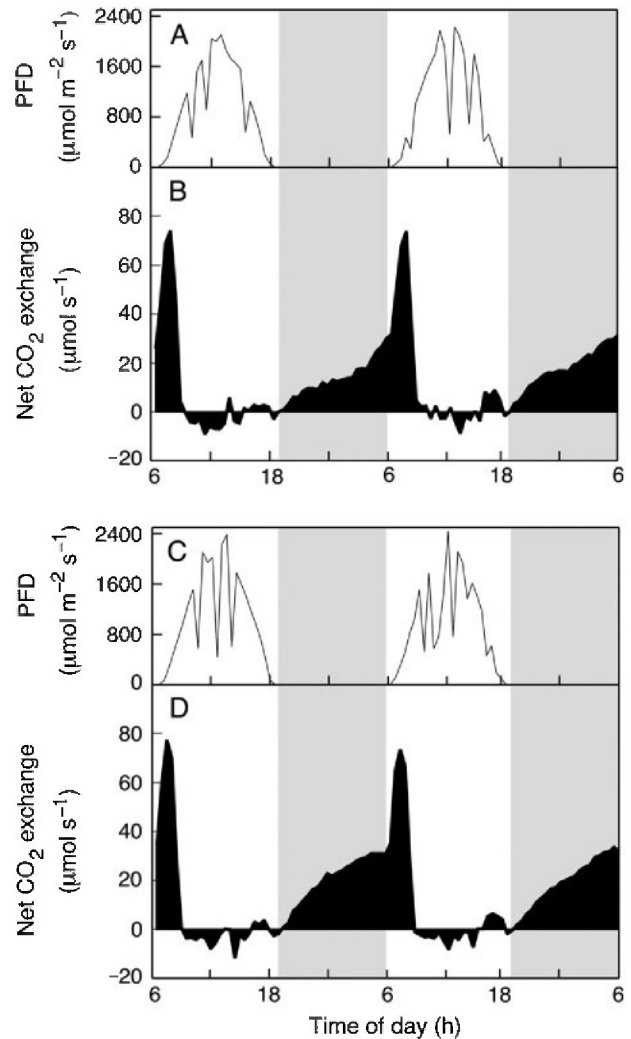 A
2400
1600
800
0
PFD
(μmol m⁻² s⁻¹)
B
80
60
40
20
0
−20
Net CO₂ exchange
(μmol s⁻¹)
6 18 6 18 6
C
2400
1600
800
0
PFD
(μmol m⁻² s⁻¹)
D
80
60
40
20
0
−20
Net CO₂ exchange
(μmol s⁻¹)
6 18 6 18 6
Time of day (h)